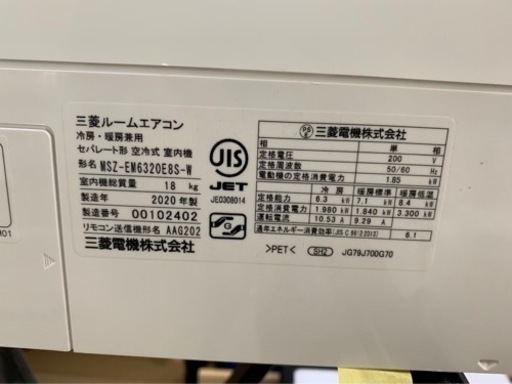 三菱ルームエアコン
冷房・暖房兼用
セパレート形 空冷式 室内機
形名 MSZ-EM6320E8S-W
室内機総質量 18 kg
製造年 2020 年製
製造番号 00102402
リモコン送信機形名 AAG202
三菱電機株式会社
JIS
JET
JE0308014
PS
E
三菱電機株式会社
相 単 相
定格電圧 200 V
定格周波数 50/60 Hz
電動機の定格消費電力 1.85 kW
冷 房 暖房標準 暖房低温
定格能力 6.3 kW 7.1 kW 8.4 kW
定格消費電力 1.980 kW 1.840 kW 3.300 kW
運転電流 10.53 A 9.29 A
通年エネルギー消費効率(JIS C 9612:2013) 6.1
>PET< SH2 JG79J700G70